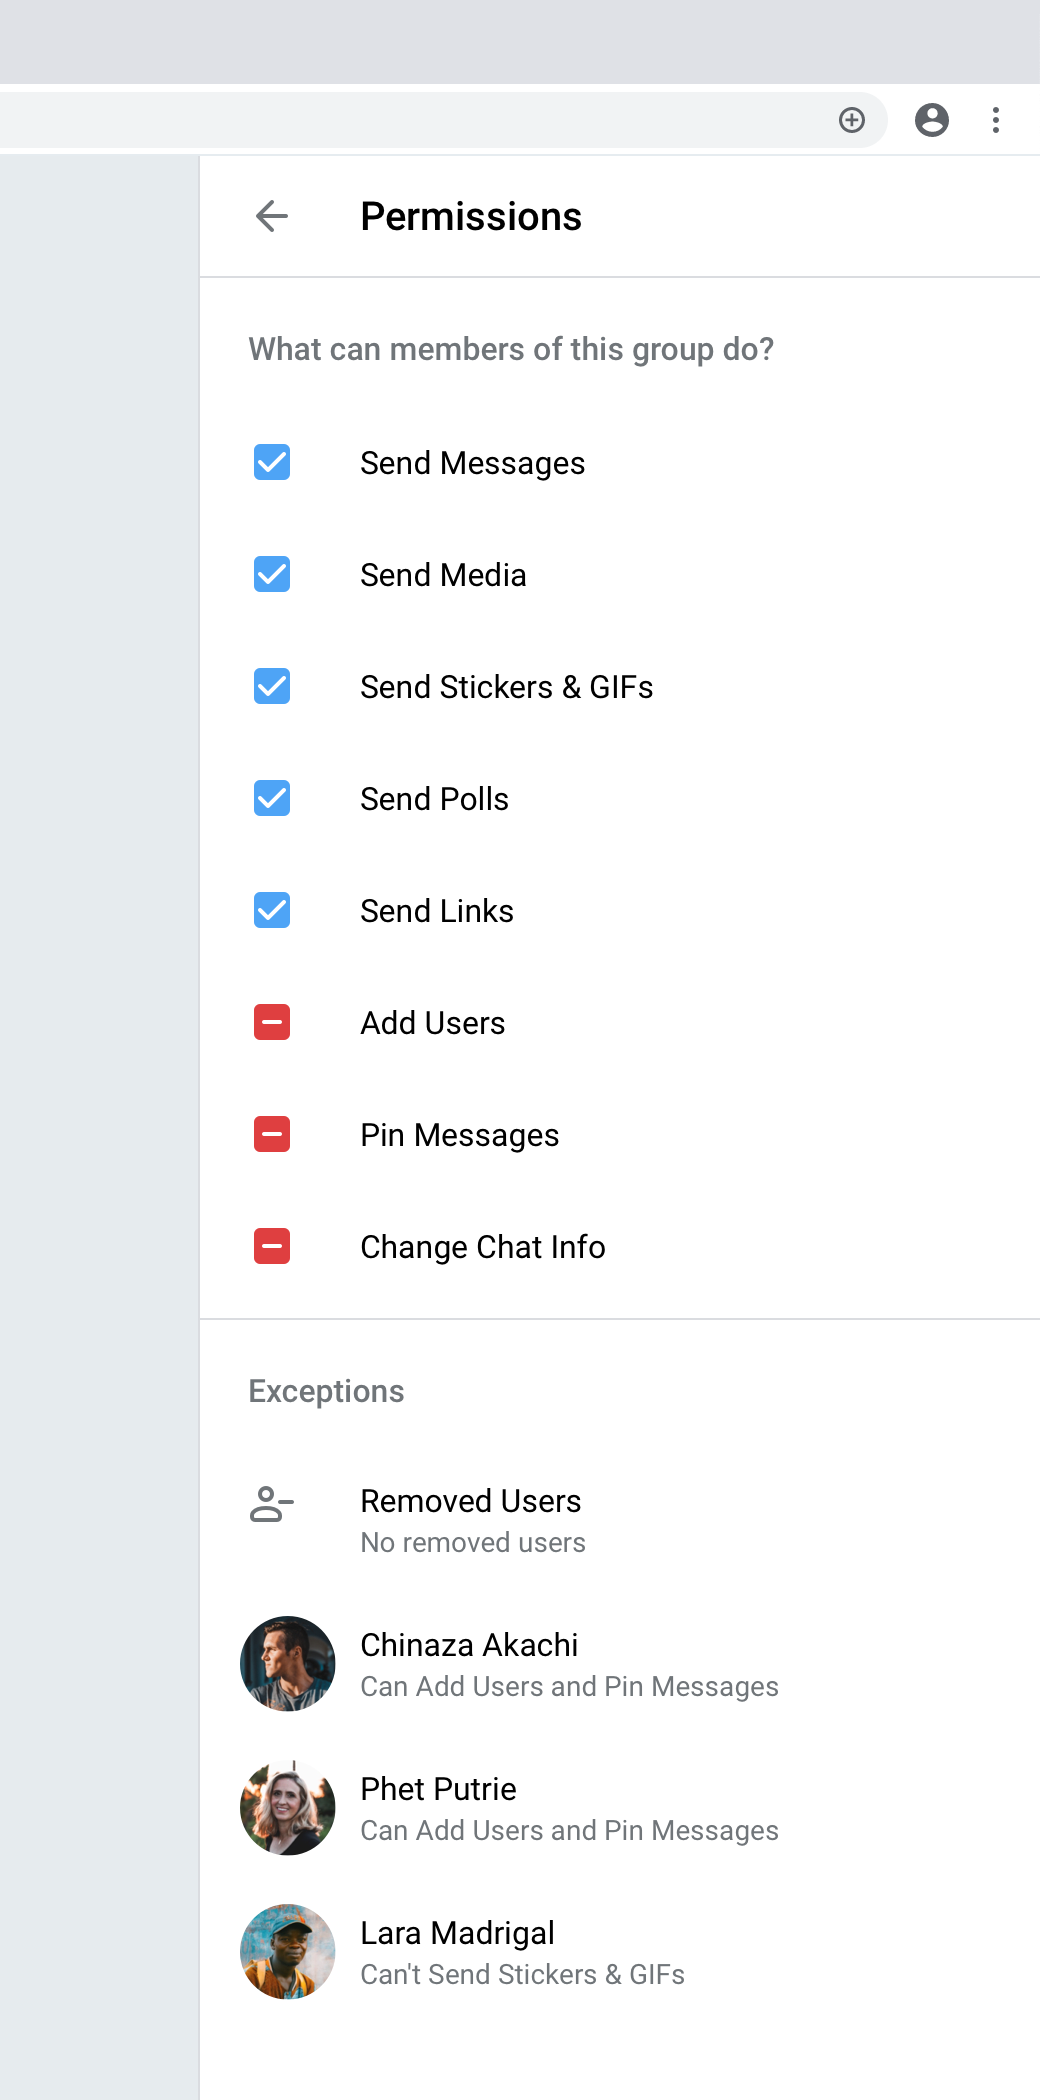 Permissions
What can members of this group do?
Send Messages
Send Media
Send Stickers & GIFs
Send Polls
Send Links
Add Users
Pin Messages
Change Chat Info
Exceptions
Removed Users
No removed users
Chinaza Akachi
Can Add Users and Pin Messages
Phet Putrie
Can Add Users and Pin Messages
Lara Madrigal
Can't Send Stickers & GIFs